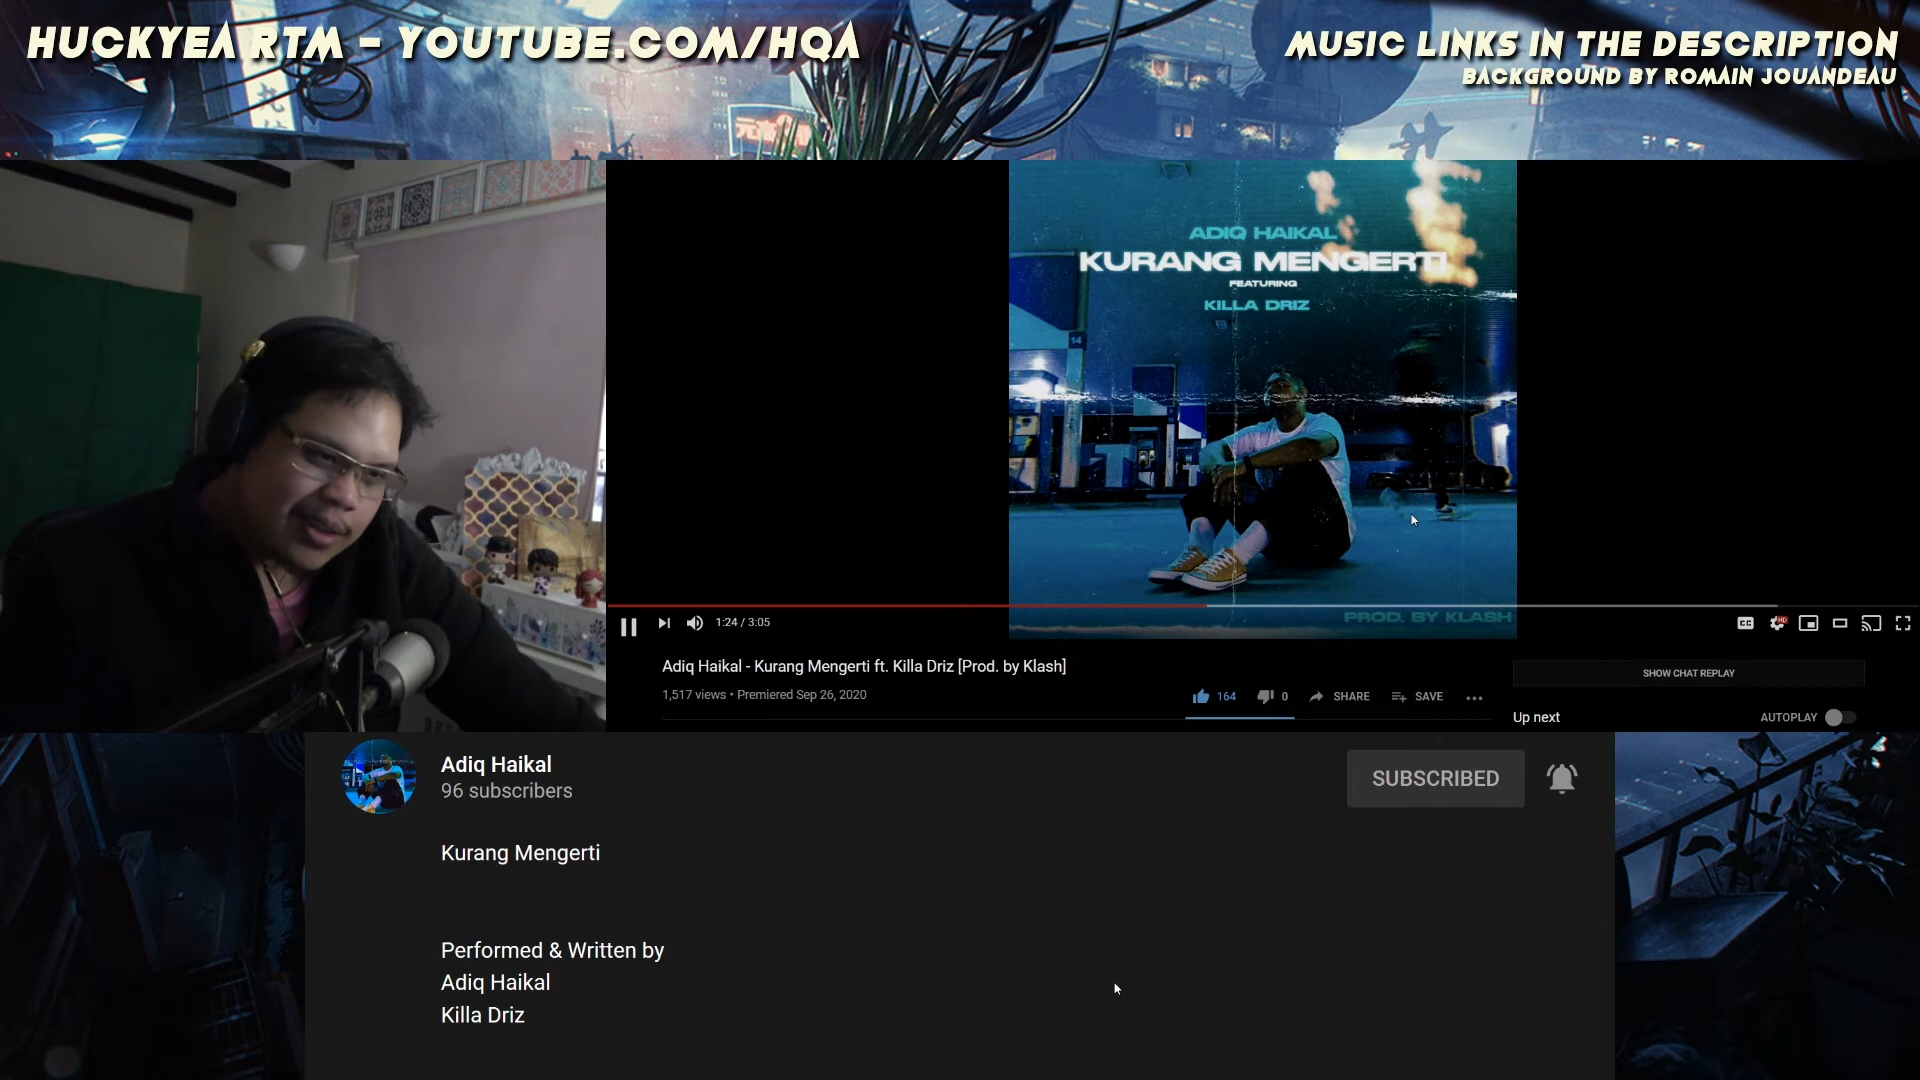 HUCKYEA RTM - YOUTUBE.COM/HQA
MUSIC LINKS IN THE DESCRIPTION
BACKGROUND BY ROMAIN JOUANDEAU
ADIQ HAIKAL
KURANG MENGERTI
FEATURING
KILLA DRIZ
14
PROD. BY KLASH
1:24 / 3:05
CC
HD
Adiq Haikal - Kurang Mengerti ft. Killa Driz [Prod. by Klash]
1,517 views • Premiered Sep 26, 2020
164
0
SHARE
SAVE
SHOW CHAT REPLAY
Up next
AUTOPLAY
Adiq Haikal
96 subscribers
SUBSCRIBED
Kurang Mengerti
Performed & Written by
Adiq Haikal
Killa Driz